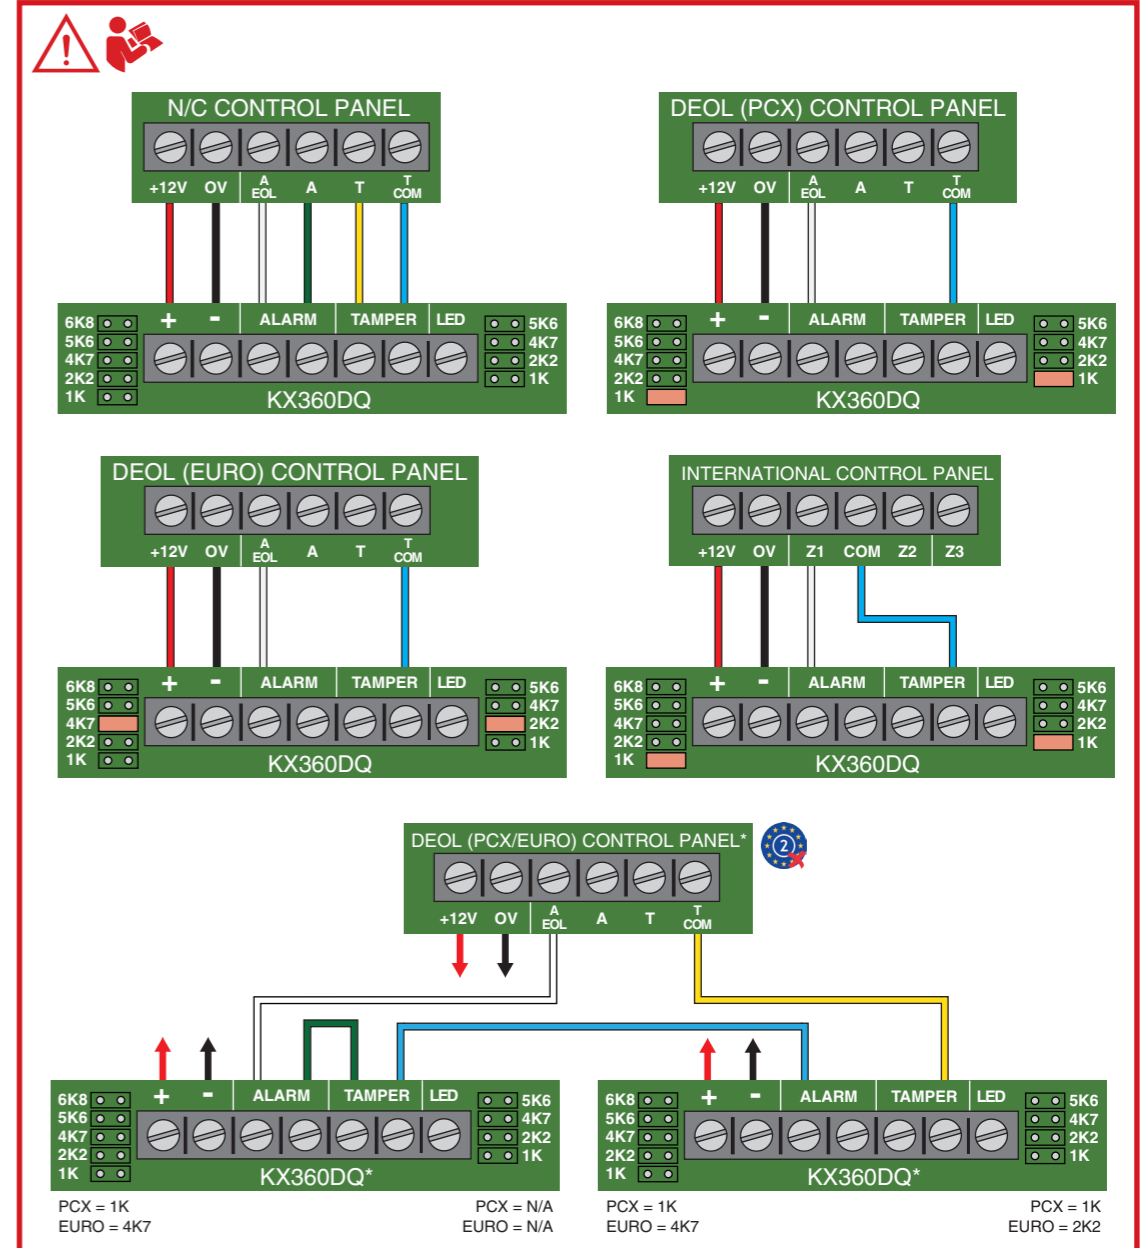 N/C CONTROL PANEL
+12V OV A EOL A T T COM
6K8 + - ALARM TAMPER LED 5K6
5K6 4K7
4K7 2K2
2K2 1K
1K KX360DQ
DEOL (PCX) CONTROL PANEL
+12V OV A EOL A T T COM
6K8 + - ALARM TAMPER LED 5K6
5K6 4K7
4K7 2K2
2K2 1K
1K KX360DQ
DEOL (EURO) CONTROL PANEL
+12V OV A EOL A T T COM
6K8 + - ALARM TAMPER LED 5K6
5K6 4K7
4K7 2K2
2K2 1K
1K KX360DQ
INTERNATIONAL CONTROL PANEL
+12V OV Z1 COM Z2 Z3
6K8 + - ALARM TAMPER LED 5K6
5K6 4K7
4K7 2K2
2K2 1K
1K KX360DQ
DEOL (PCX/EURO) CONTROL PANEL*
2
+12V OV A EOL A T T COM
6K8 + - ALARM TAMPER LED 5K6
5K6 4K7
4K7 2K2
2K2 1K
1K KX360DQ*
PCX = 1K PCX = N/A
EURO = 4K7 EURO = N/A
6K8 + - ALARM TAMPER LED 5K6
5K6 4K7
4K7 2K2
2K2 1K
1K KX360DQ*
PCX = 1K PCX = 1K
EURO = 4K7 EURO = 2K2